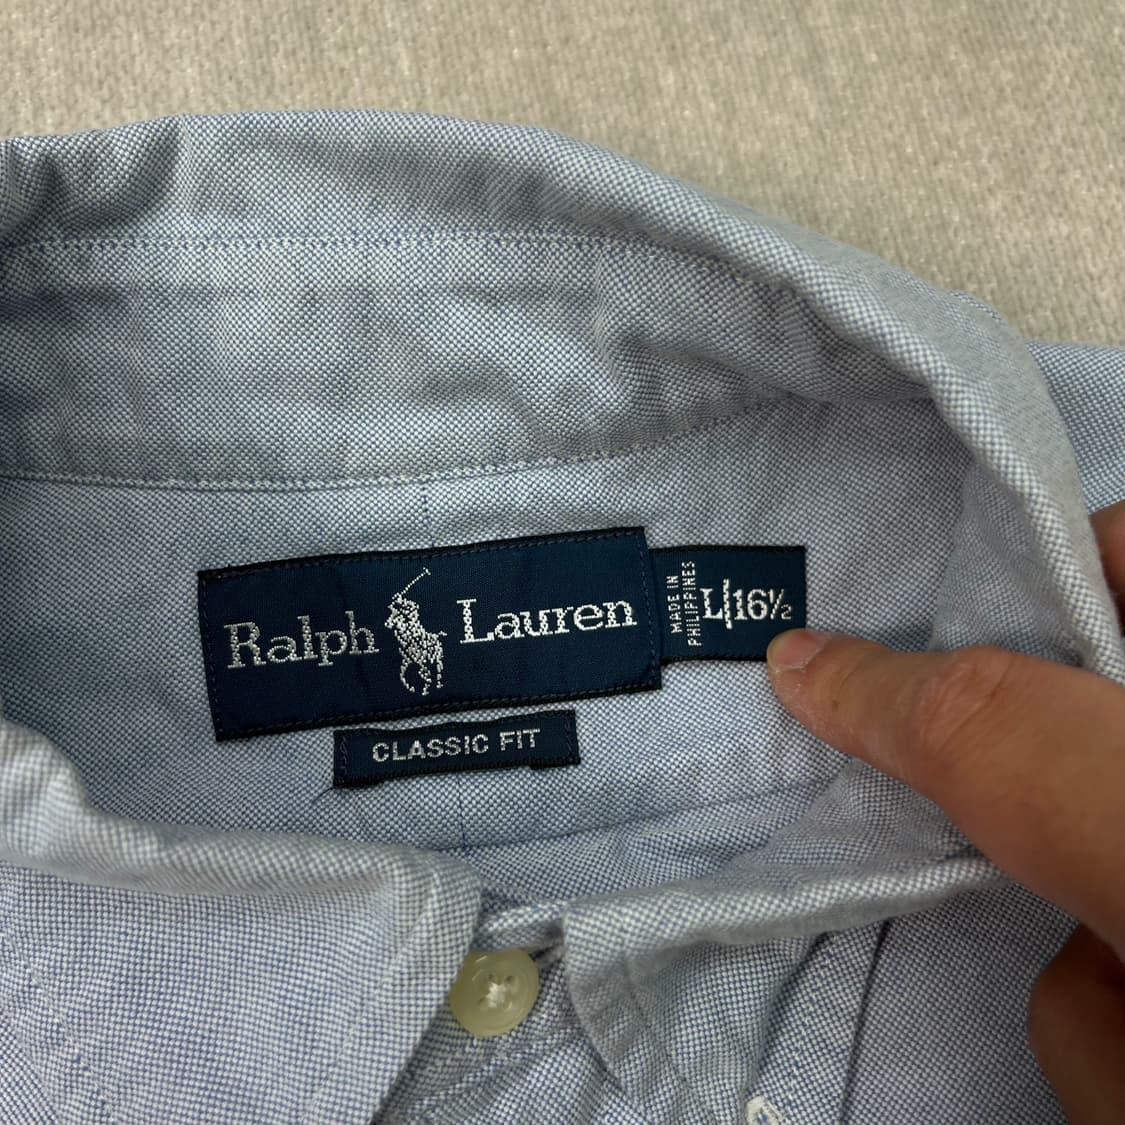 Ralph Lauren
MADE IN
PHILIPPINES
L/16½
CLASSIC FIT